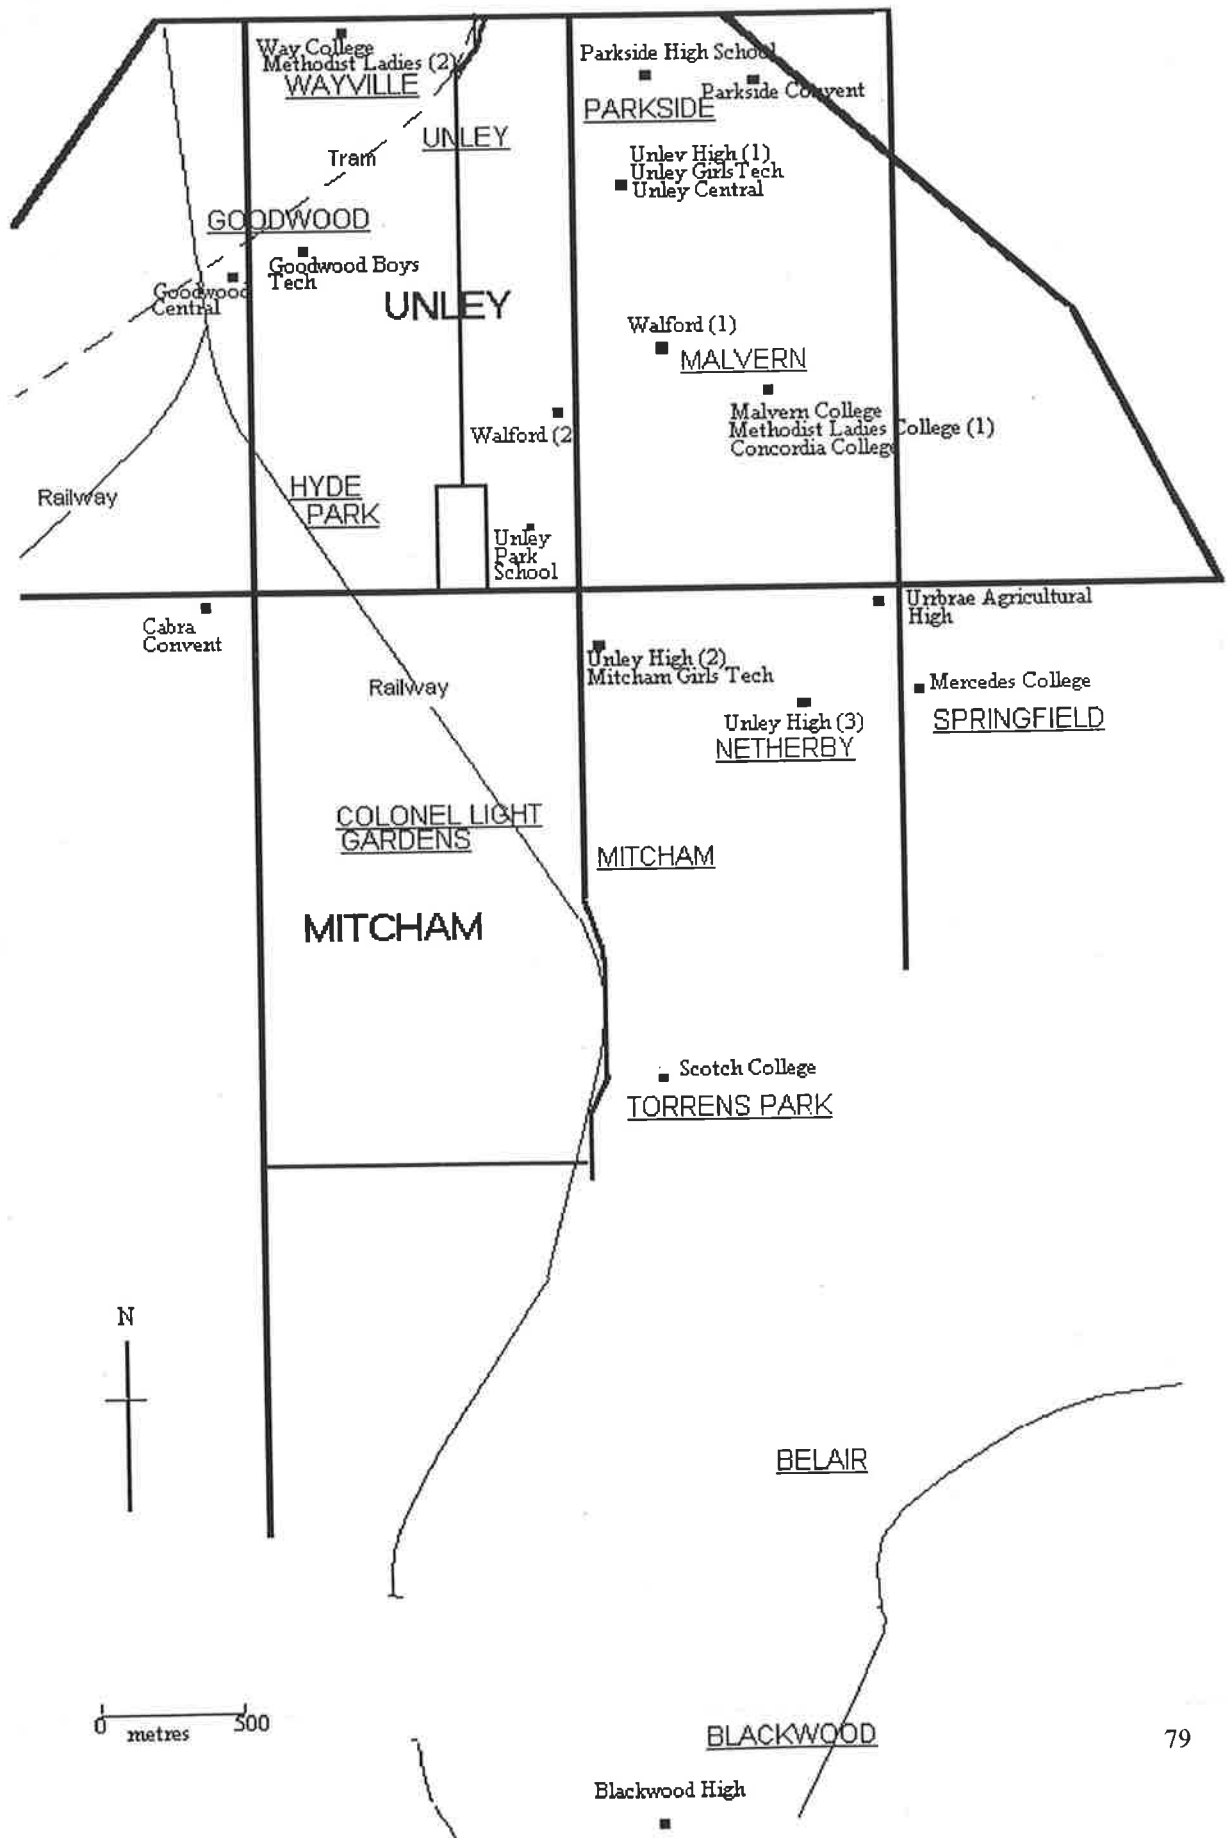 Way College
Methodist Ladies (2)
WAYVILLE
Parkside High School
Parkside Convent
PARKSIDE
UNLEY
Tram
Unley High (1)
Unley Girls Tech
Unley Central
GOODWOOD
Goodwood Boys
Tech
Goodwood
Central
UNLEY
Walford (1)
MALVERN
Malvern College
Methodist Ladies College (1)
Concordia College
Walford (2
Railway
HYDE
PARK
Unley
Park
School
Cabra
Convent
Urrbrae Agricultural
High
Unley High (2)
Mitcham Girls Tech
Railway
Mercedes College
SPRINGFIELD
Unley High (3)
NETHERBY
COLONEL LIGHT
GARDENS
MITCHAM
MITCHAM
Scotch College
TORRENS PARK
N
BELAIR
0 metres 500
BLACKWOOD
79
Blackwood High